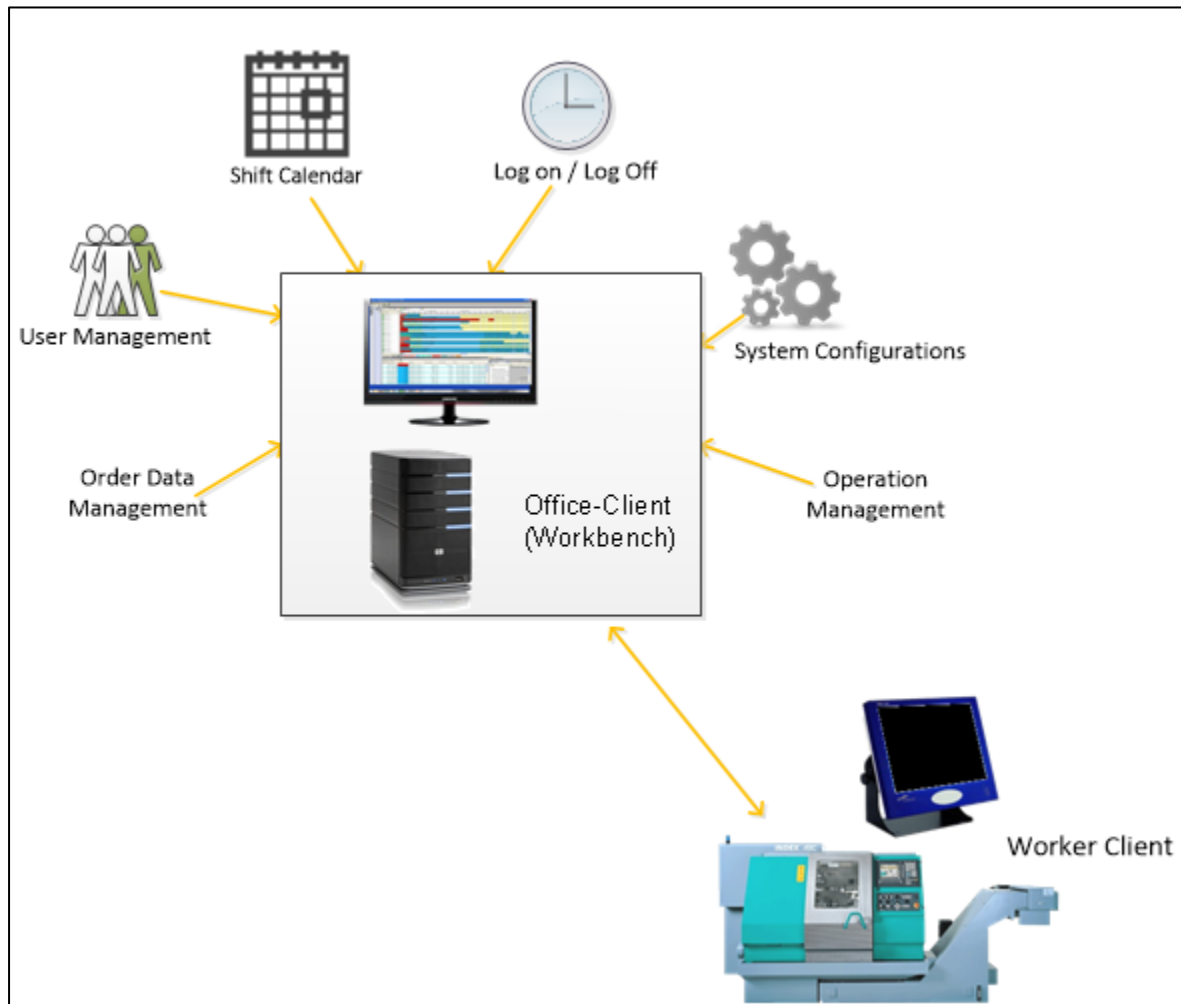 Shift Calendar
Log on / Log Off
User Management
System Configurations
Order Data
Management
Operation
Management
Office-Client
(Workbench)
Worker Client